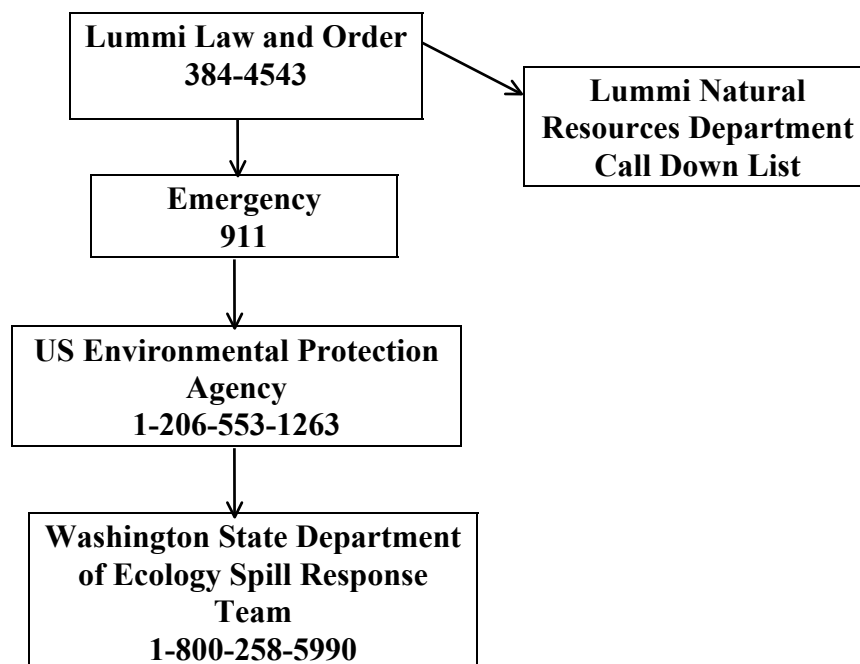 Lummi Law and Order
384-4543
Lummi Natural
Resources Department
Call Down List
Emergency
911
US Environmental Protection
Agency
1-206-553-1263
Washington State Department
of Ecology Spill Response
Team
1-800-258-5990